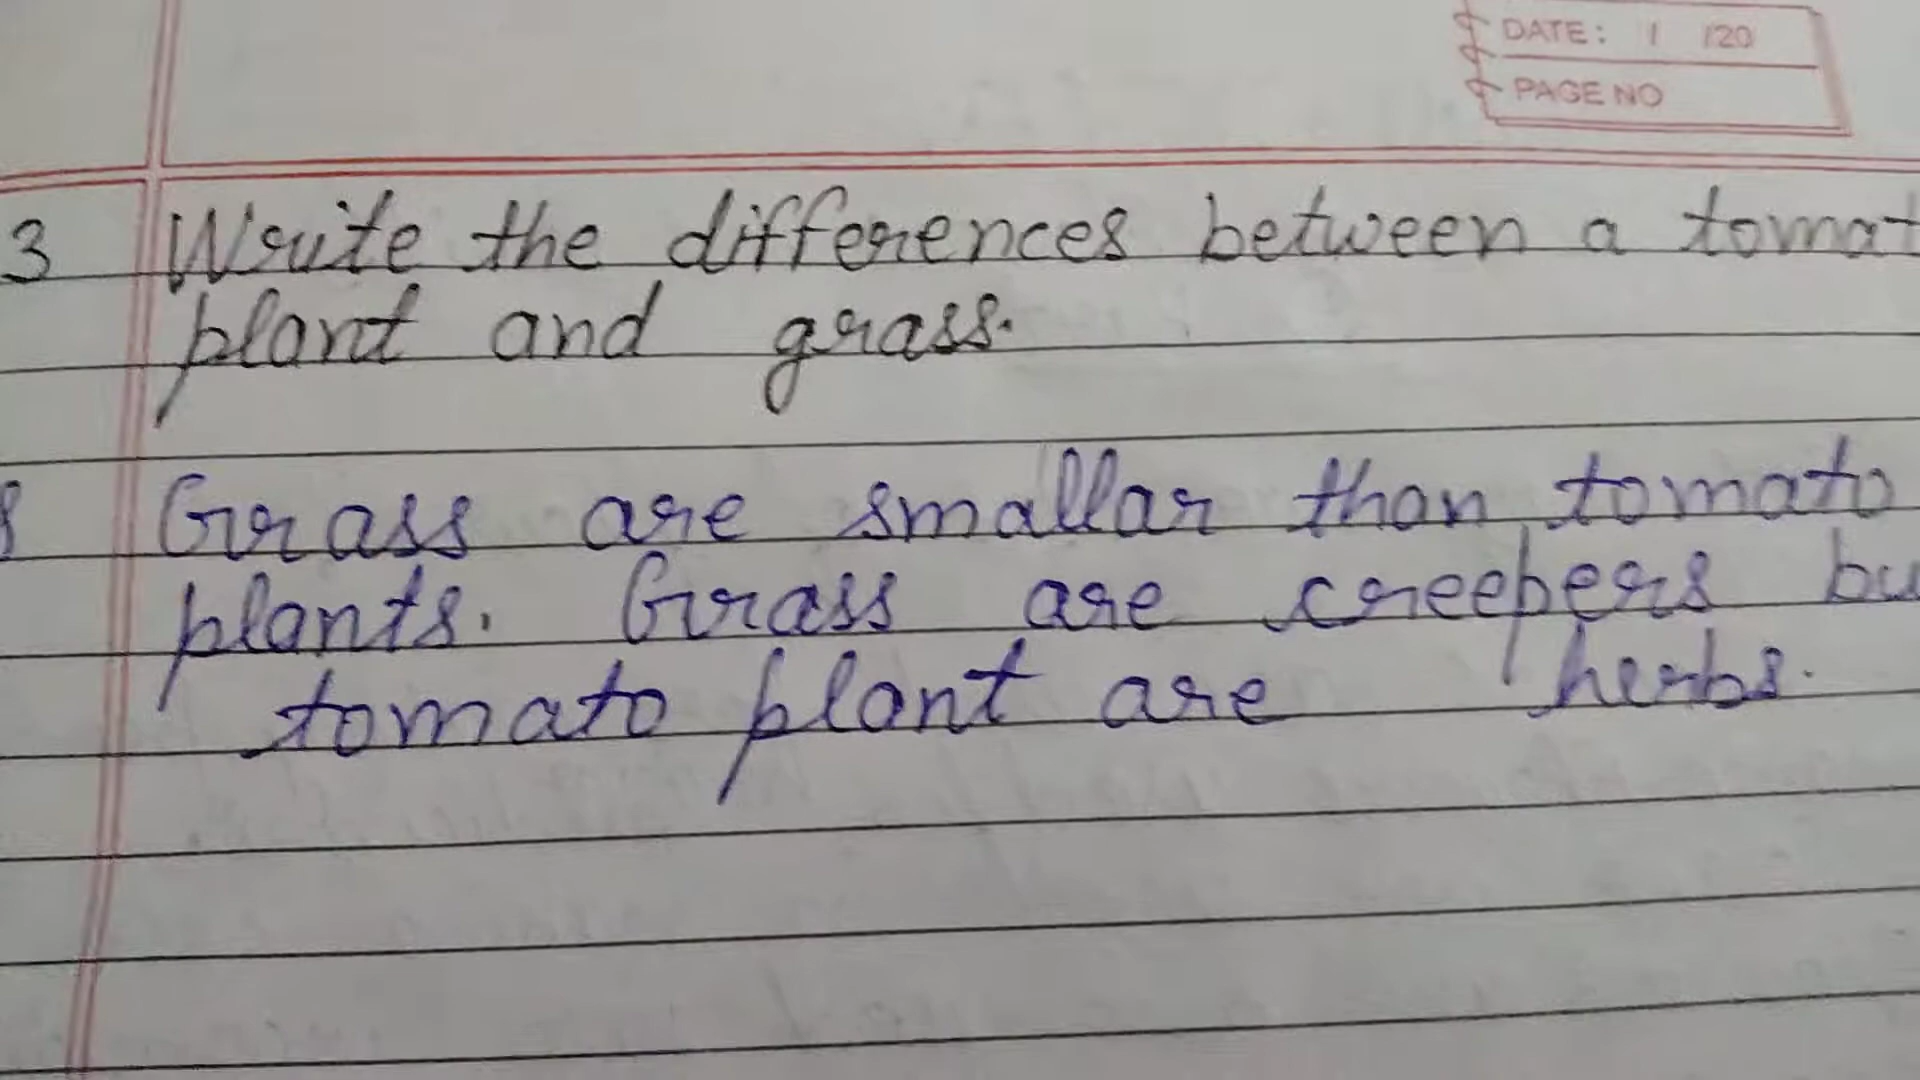 DATE: / /20
PAGE NO
3 Write the differences between a tomat
plant and grass.
Grass are smallar than tomato
plants. Grass are creepers bu
tomato plant are herbs.